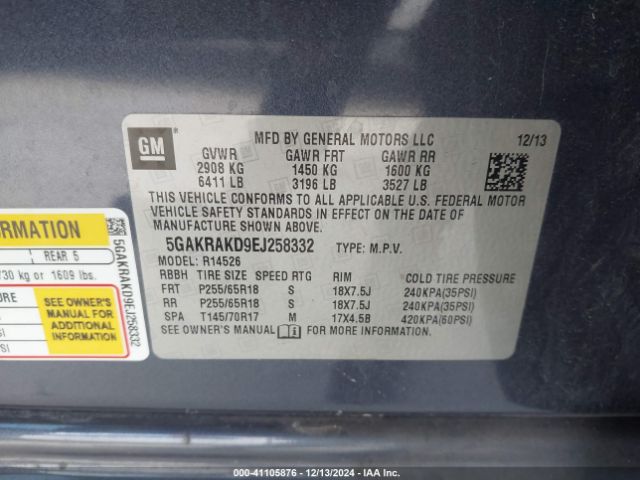 GM
MFD BY GENERAL MOTORS LLC 12/13
GVWR GAWR FRT GAWR RR
2908 KG 1450 KG 1600 KG
6411 LB 3196 LB 3527 LB
THIS VEHICLE CONFORMS TO ALL APPLICABLE U.S. FEDERAL MOTOR
VEHICLE SAFETY STANDARDS IN EFFECT ON THE DATE OF
MANUFACTURE SHOWN ABOVE.
5GAKRAKD9EJ258332 TYPE: M.P.V.
MODEL: R14526
RBBH TIRE SIZE SPEED RTG RIM COLD TIRE PRESSURE
FRT P255/65R18 S 18X7.5J 240KPA(35PSI)
RR P255/65R18 S 18X7.5J 240KPA(35PSI)
SPA T145/70R17 M 17X4.5B 420KPA(60PSI)
SEE OWNER'S MANUAL FOR MORE INFORMATION
REAR 5
730 kg or 1609 lbs.
SEE OWNER'S
MANUAL FOR
ADDITIONAL
INFORMATION
5GAKRAKD9EJ258332
00000 - 41105876 - 12/13/2024 - IAA Inc.